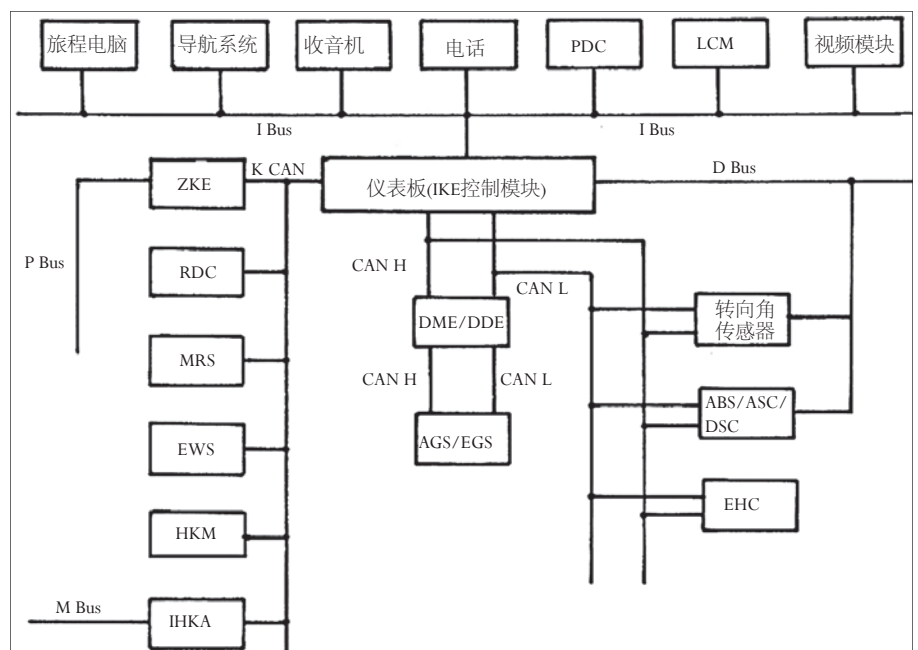 旅程电脑
导航系统
收音机
电话
PDC
LCM
视频模块
I Bus
I Bus
ZKE
K CAN
仪表板(IKE控制模块)
D Bus
P Bus
RDC
CAN H
CAN L
DME/DDE
转向角
传感器
MRS
CAN H
CAN L
ABS/ASC/
DSC
EWS
AGS/EGS
EHC
HKM
M Bus
IHKA